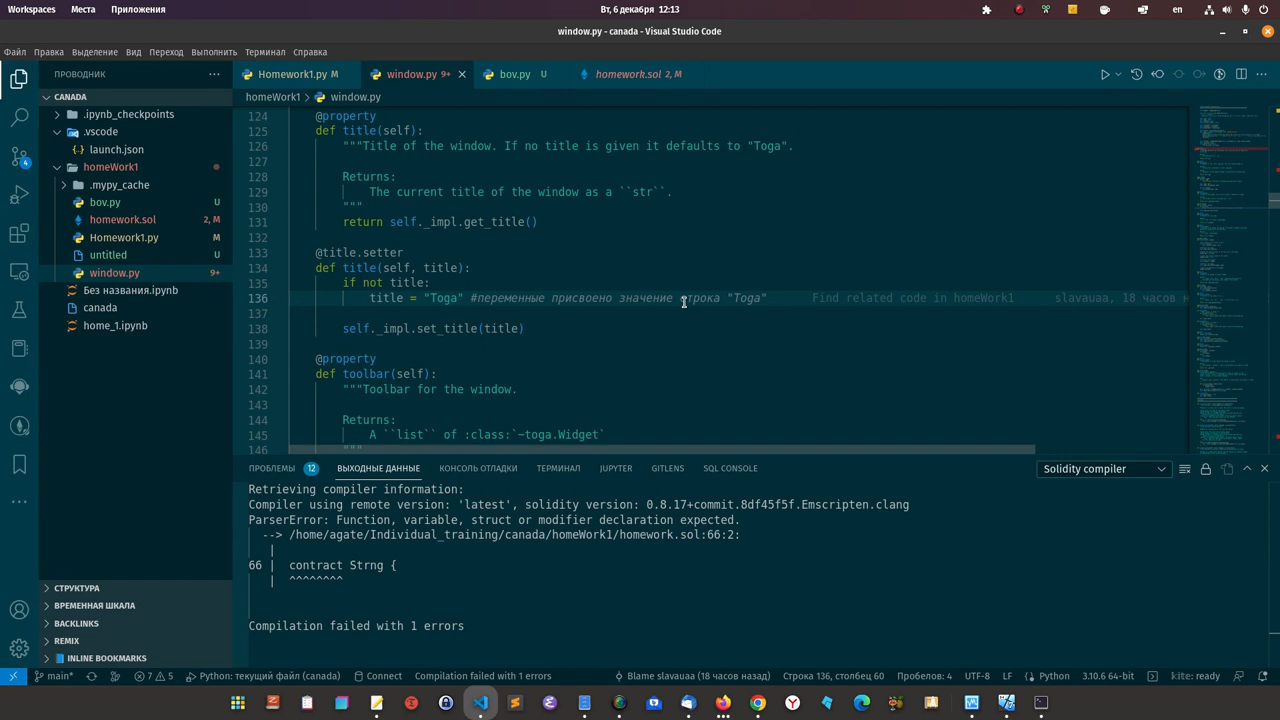 Workspaces Места Приложения Вт, 6 декабря 12:13 en
window.py - canada - Visual Studio Code
Файл Правка Выделение Вид Переход Выполнить Терминал Справка
ПРОВОДНИК ··· Homework1.py M window.py 9+ bov.py U homework.sol 2, M
CANADA
homeWork1 > window.py
.ipynb_checkpoints
.vscode
launch.json
homeWork1
.mypy_cache
bov.py U
homework.sol 2, M
Homework1.py M
untitled U
window.py 9+
Без названия.ipynb
canada
home_1.ipynb
СТРУКТУРА
ВРЕМЕННАЯ ШКАЛА
BACKLINKS
REMIX
INLINE BOOKMARKS
4
124 @property
125 def title(self):
126 """Title of the window. If no title is given it defaults to "Toga".
127
128 Returns:
129 The current title of the window as a ``str``.
130 """
131 return self._impl.get_title()
132
133 @title.setter
134 def title(self, title):
135 if not title:
136 title = "Toga" #переменные присвоено значение строка "Toga" Find related code in homeWork1 slavauaa, 18 часов н
137
138 self._impl.set_title(title)
139
140 @property
141 def toolbar(self):
142 """Toolbar for the window.
143
144 Returns:
145 A ``list`` of :class:`~toga.Widget`
146 """
ПРОБЛЕМЫ 12 ВЫХОДНЫЕ ДАННЫЕ КОНСОЛЬ ОТЛАДКИ ТЕРМИНАЛ JUPYTER GITLENS SQL CONSOLE Solidity compiler
Retrieving compiler information:
Compiler using remote version: 'latest', solidity version: 0.8.17+commit.8df45f5f.Emscripten.clang
ParserError: Function, variable, struct or modifier declaration expected.
--> /home/agate/Individual_training/canada/homeWork1/homework.sol:66:2:
|
66 | contract Strng {
| ^^^^^^^^
Compilation failed with 1 errors
main* 7 5 Python: текущий файл (canada) Connect Compilation failed with 1 errors Blame slavauaa (18 часов назад) Строка 136, столбец 60 Пробелов: 4 UTF-8 LF Python 3.10.6 64-bit kite: ready